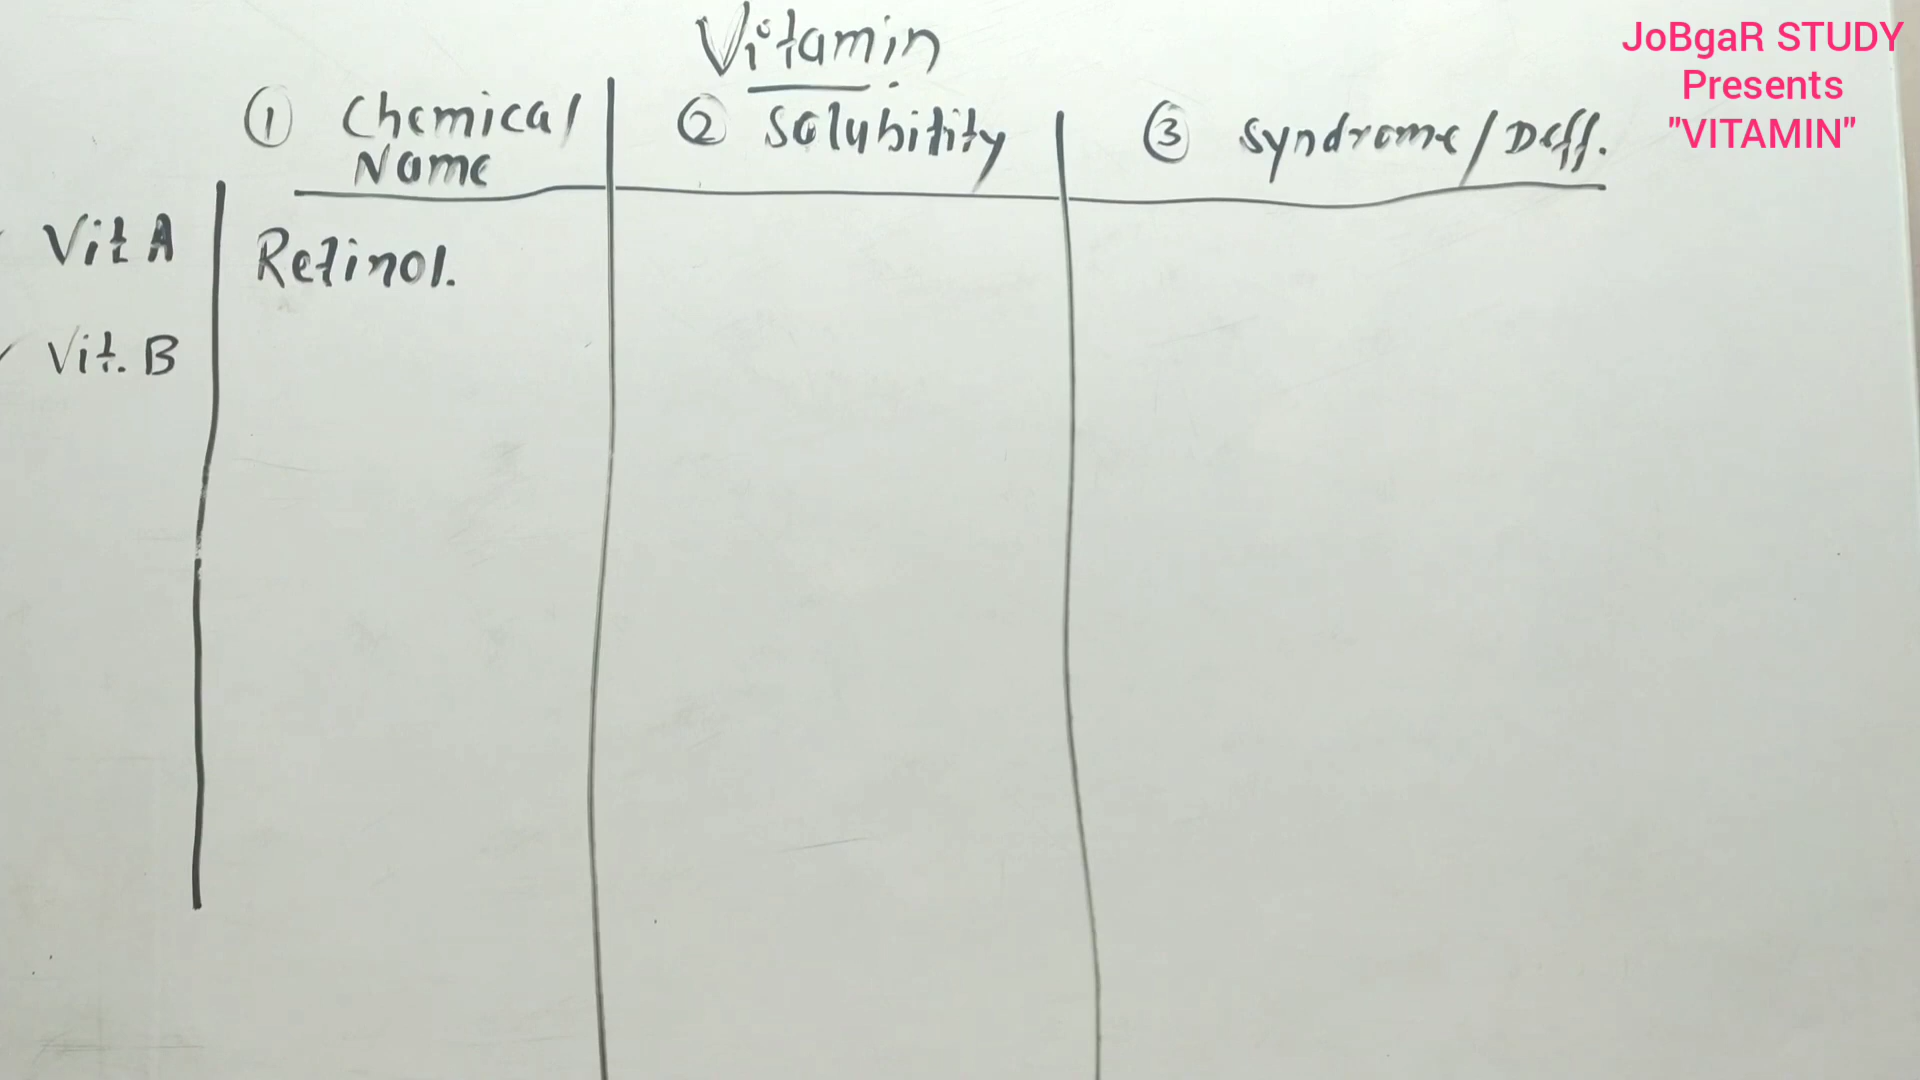 Vitamin
JoBgaR STUDY
Presents
"VITAMIN"
① Chemical
Name
② Solubility
③ Syndrome/Deff.
Vit A
Retinol.
Vit. B